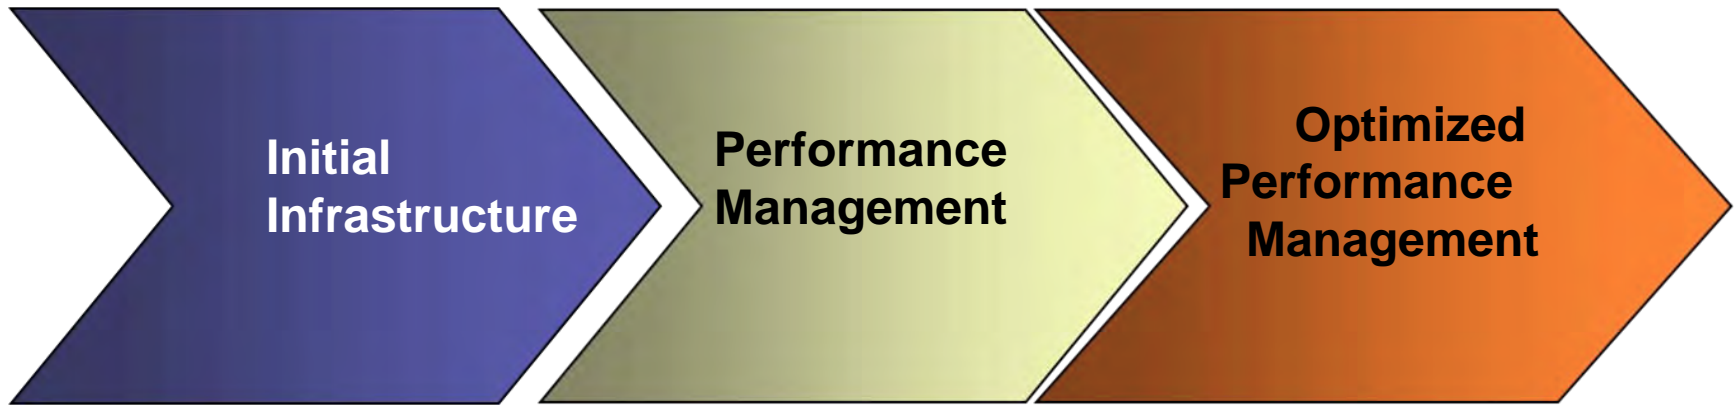 Initial
Infrastructure
Performance
Management
Optimized
Performance
Management